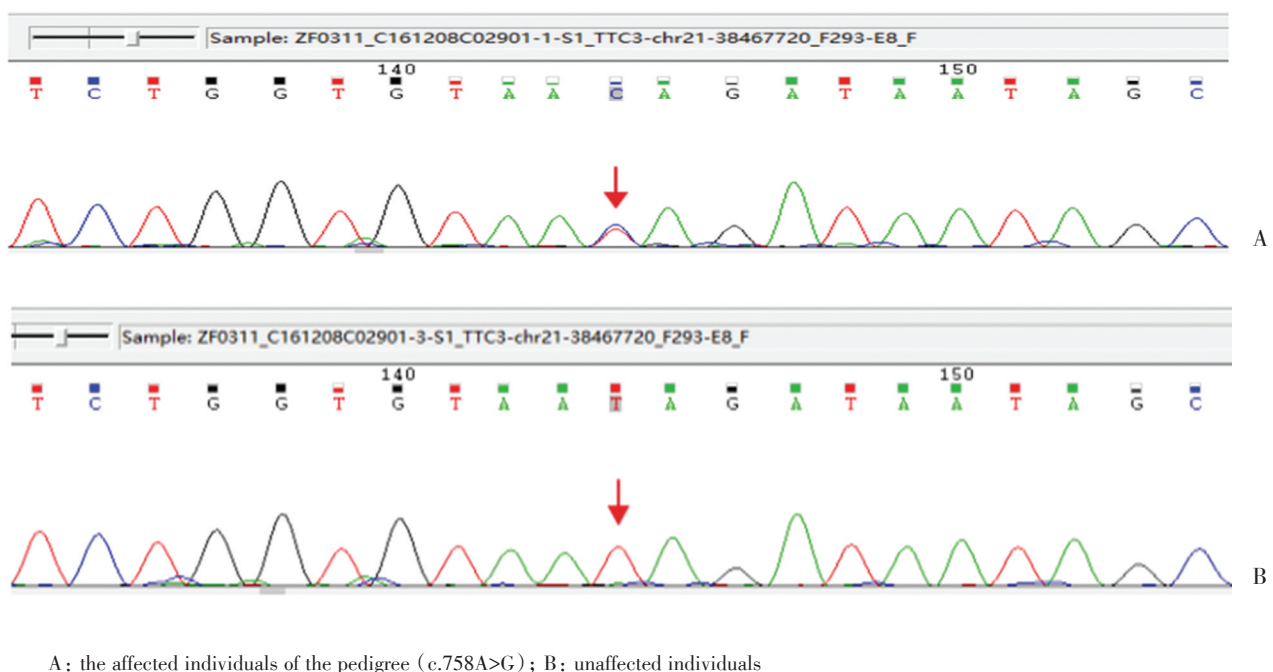 Sample: ZF0311_C161208C02901-1-S1_TTC3-chr21-38467720_F293-E8_F
140 150
T C T G G T G T A A C A G A T A A T A G C
A
Sample: ZF0311_C161208C02901-3-S1_TTC3-chr21-38467720_F293-E8_F
140 150
T C T G G T G T A A T A G A T A A T A G C
B
A: the affected individuals of the pedigree (c.758A>G); B: unaffected individuals